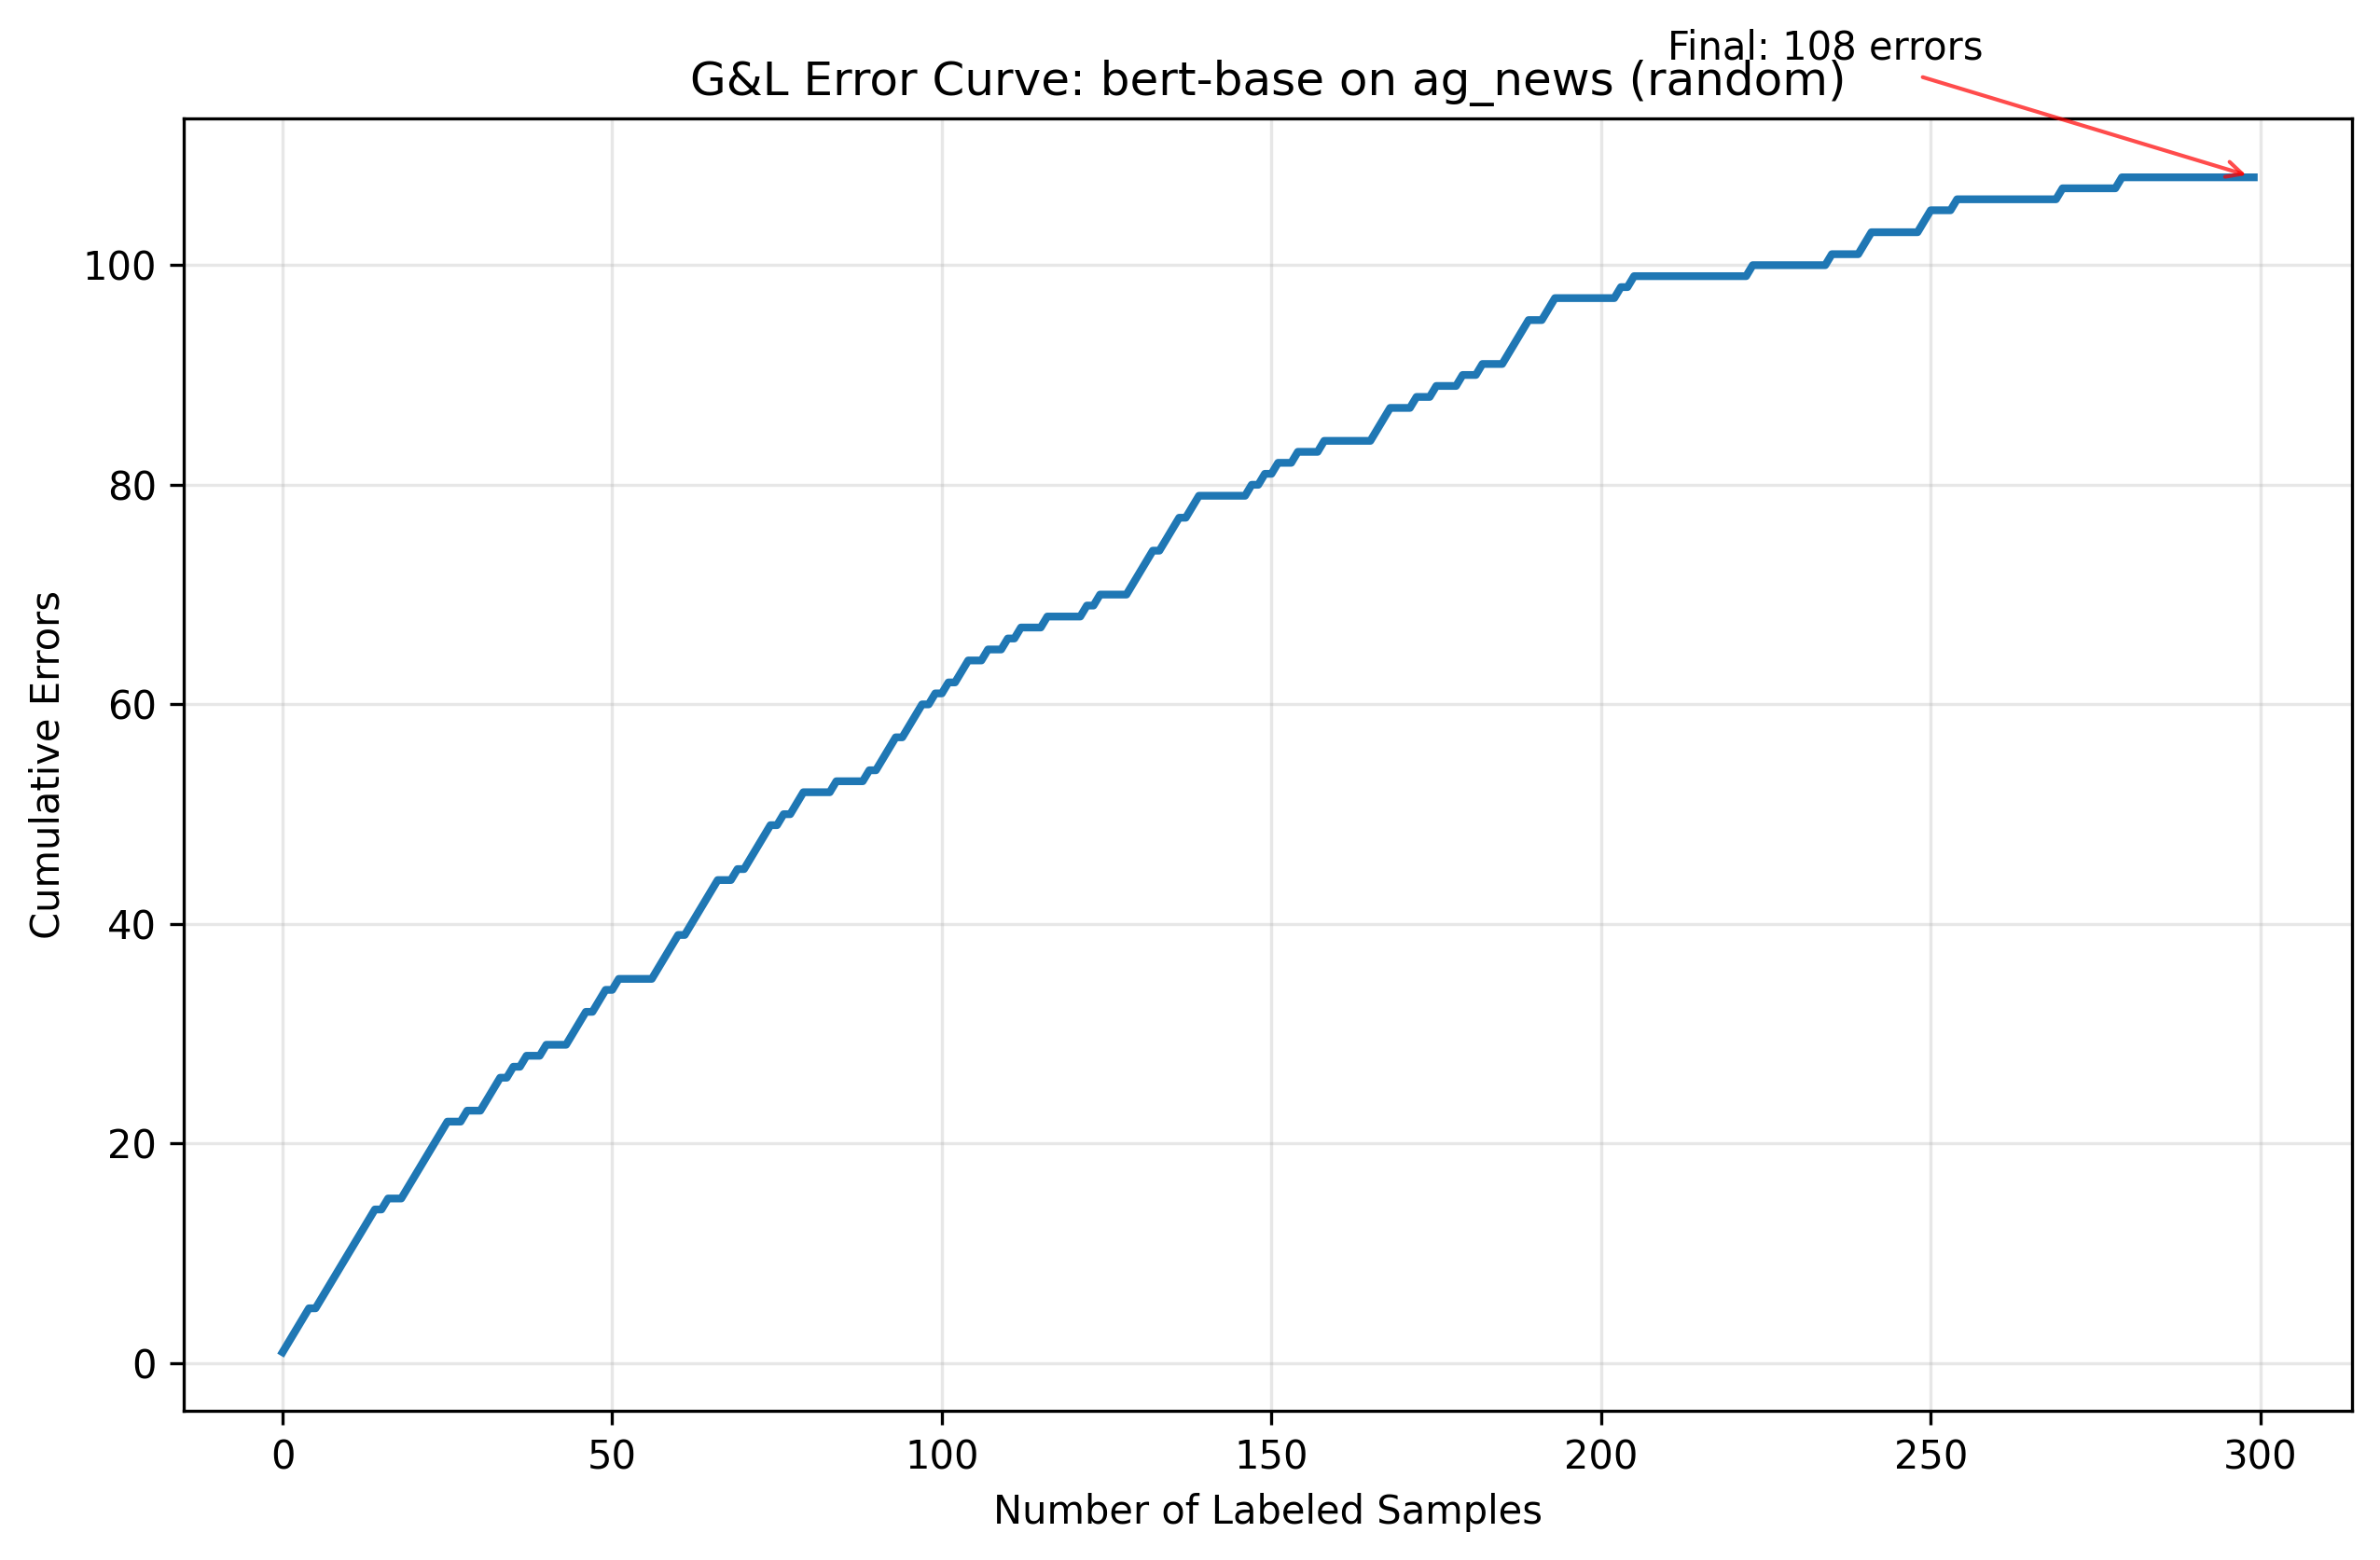 Final: 108 errors
G&L Error Curve: bert-base on ag_news (random)
100
80
60
40
20
0
Cumulative Errors
0 50 100 150 200 250 300
Number of Labeled Samples